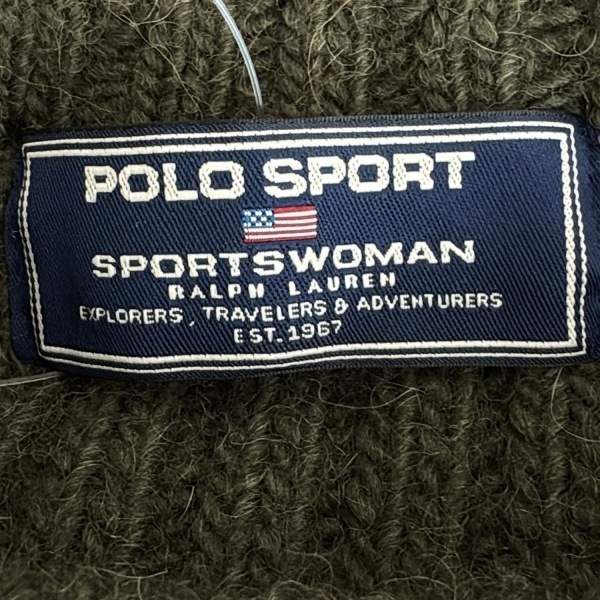 POLO SPORT
SPORTSWOMAN
RALPH LAUREN
EXPLORERS, TRAVELERS & ADVENTURERS
EST. 1967